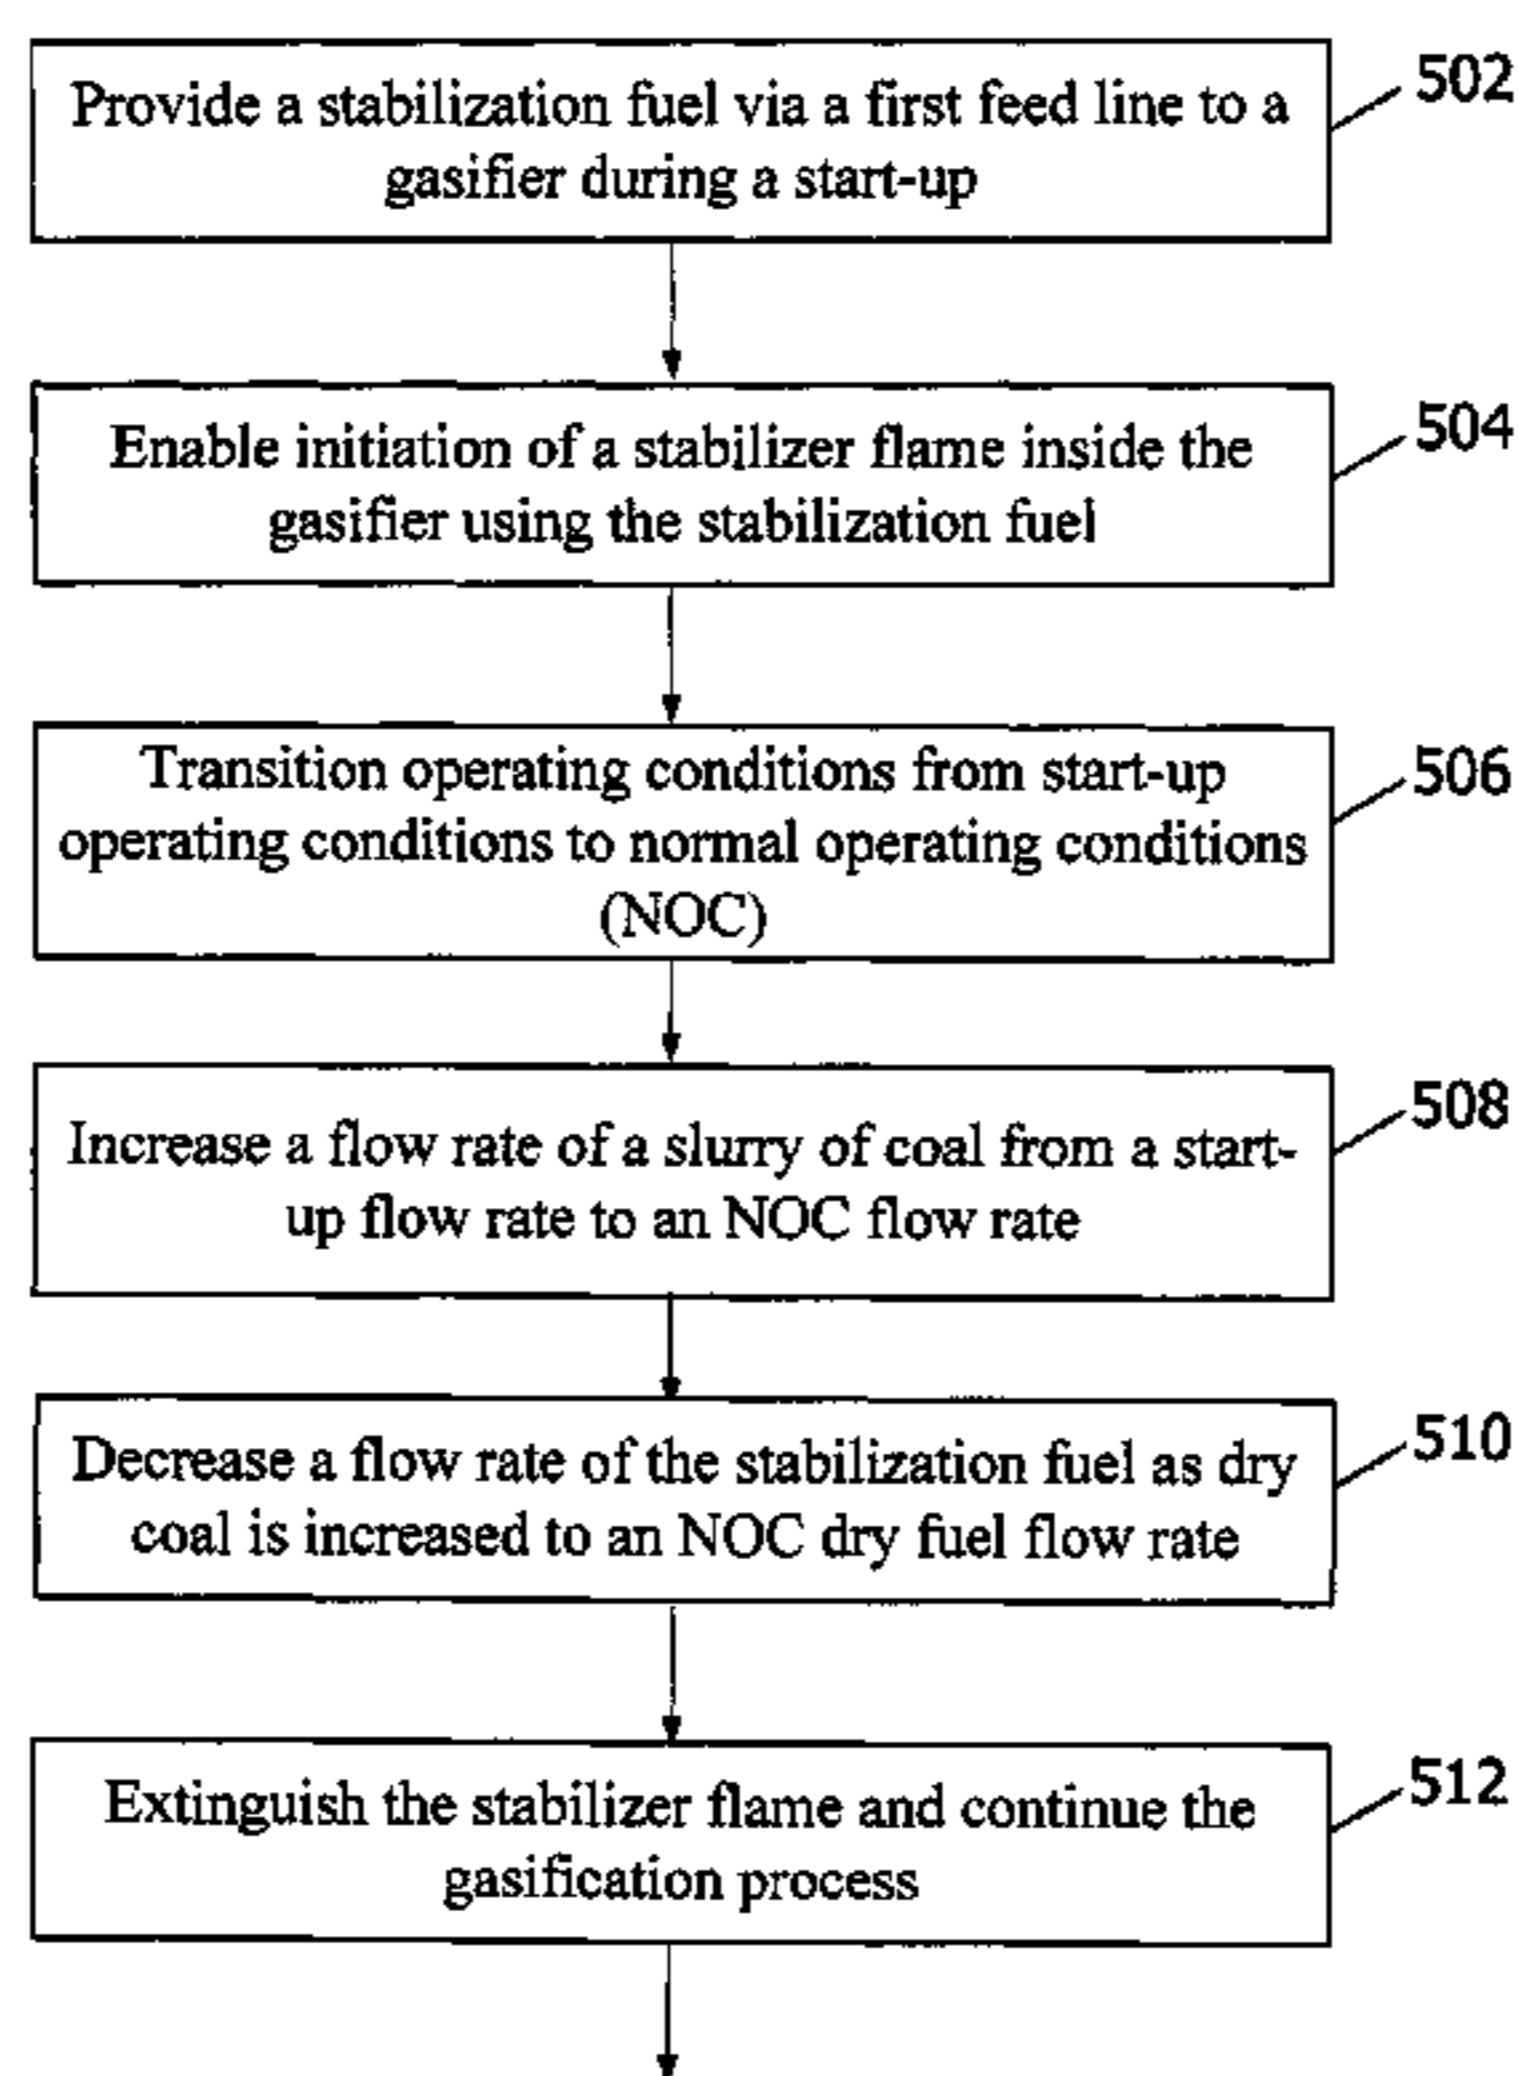 Provide a stabilization fuel via a first feed line to a
gasifier during a start-up
502
Enable initiation of a stabilizer flame inside the
gasifier using the stabilization fuel
504
Transition operating conditions from start-up
operating conditions to normal operating conditions
(NOC)
506
Increase a flow rate of a slurry of coal from a start-
up flow rate to an NOC flow rate
508
Decrease a flow rate of the stabilization fuel as dry
coal is increased to an NOC dry fuel flow rate
510
Extinguish the stabilizer flame and continue the
gasification process
512